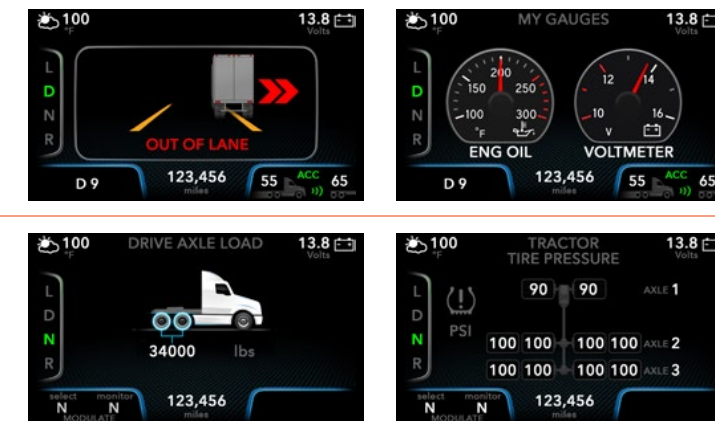 100
°F
13.8
Volts
L
D
N
R
OUT OF LANE
D 9
123,456
miles
55
ACC
65
100
°F
MY GAUGES
13.8
Volts
L
D
N
R
100
150
200
250
300
°F
ENG OIL
10
12
14
16
V
VOLTMETER
D 9
123,456
miles
55
ACC
65
100
°F
DRIVE AXLE LOAD
13.8
Volts
L
D
N
R
34000 lbs
select monitor
N N
MODULATE
123,456
miles
100
°F
TRACTOR
TIRE PRESSURE
13.8
Volts
L
D
N
R
PSI
90 90 AXLE 1
100 100 100 100 AXLE 2
100 100 100 100 AXLE 3
select monitor
N N
MODULATE
123,456
miles